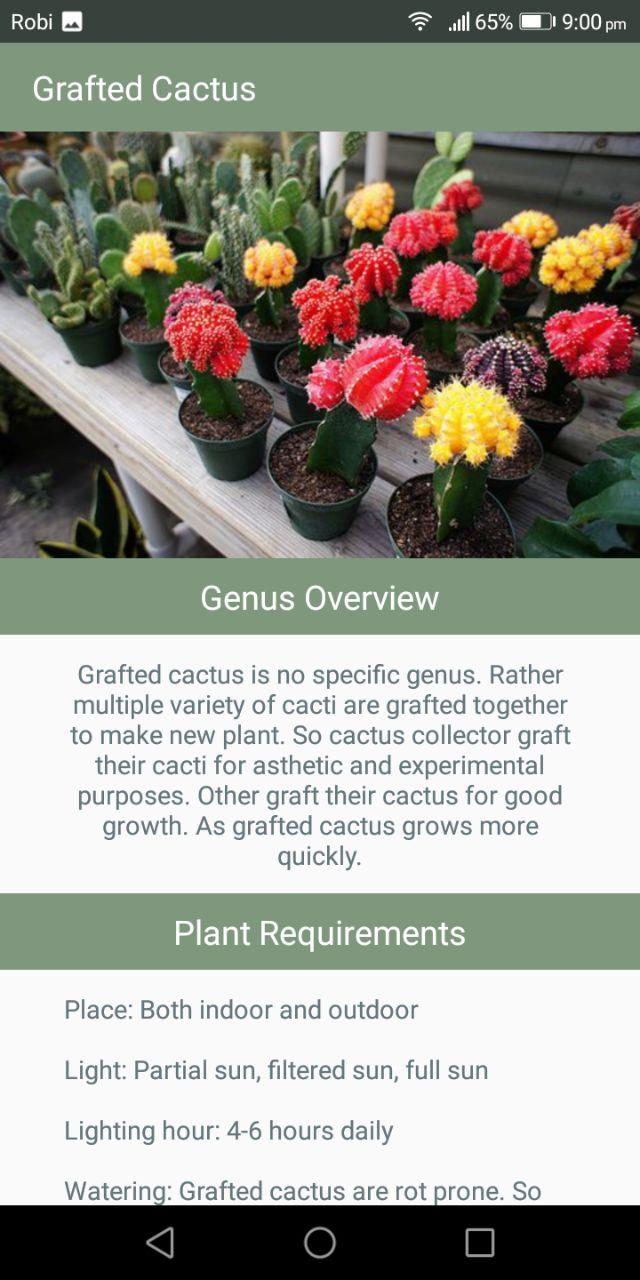 Robi 65% 9:00 pm
Grafted Cactus
Genus Overview
Grafted cactus is no specific genus. Rather
multiple variety of cacti are grafted together
to make new plant. So cactus collector graft
their cacti for asthetic and experimental
purposes. Other graft their cactus for good
growth. As grafted cactus grows more
quickly.
Plant Requirements
Place: Both indoor and outdoor
Light: Partial sun, filtered sun, full sun
Lighting hour: 4-6 hours daily
Watering: Grafted cactus are rot prone. So